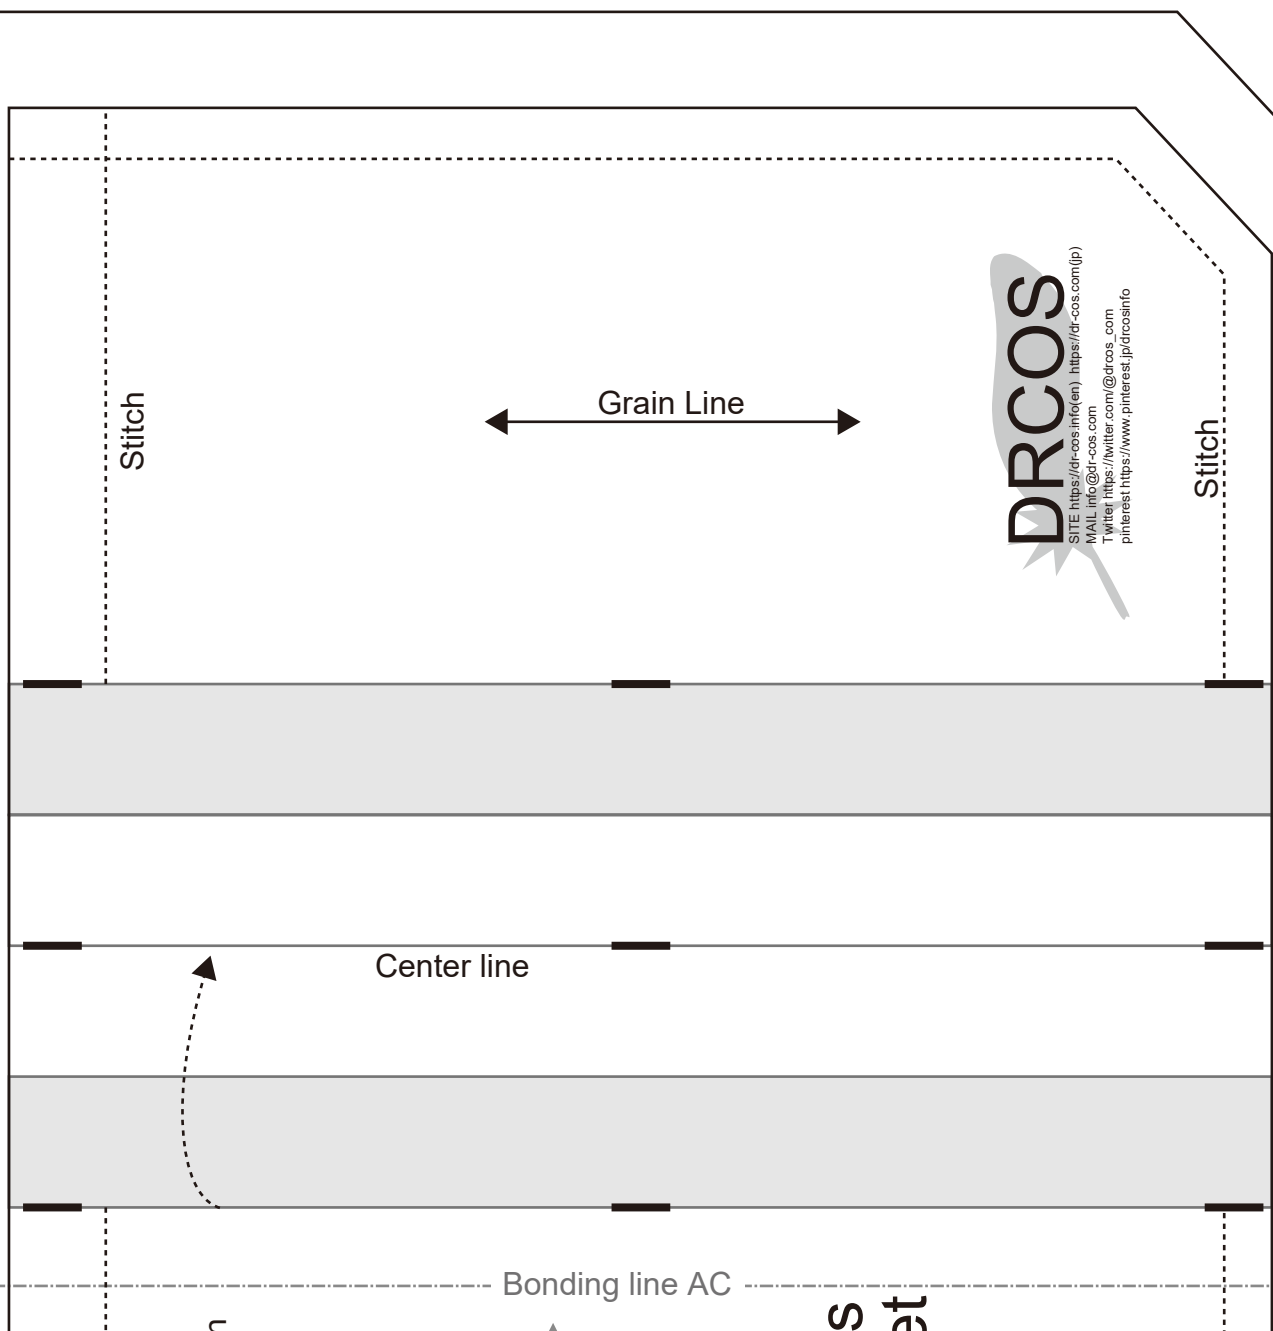 Grain Line
Stitch
Stitch
DRCOS
SITE https://dr-cos.info(en) https://dr-cos.com(jp)
MAIL info@dr-cos.com
Twitter https://twitter.com/@drcos_com
pinterest https://www.pinterest.jp/drcosinfo
Center line
Bonding line AC